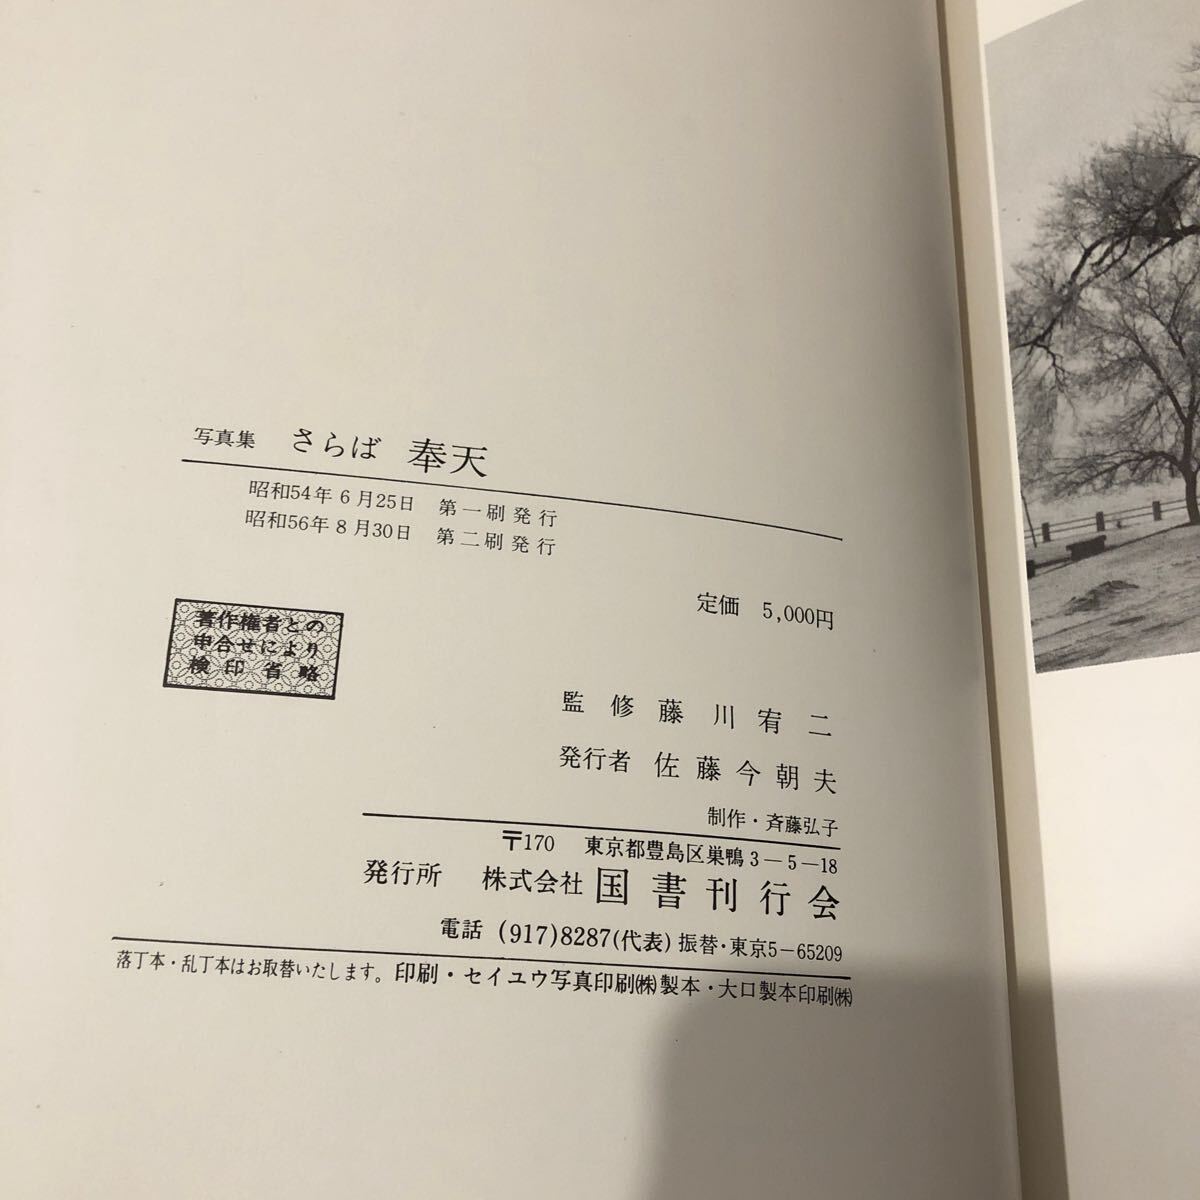 写真集 さらば 奉天
昭和54年6月25日 第一刷発行
昭和56年8月30日 第二刷発行
定価 5,000円
著作権者との
申合せにより
検印省略
監修 藤川宥二
発行者 佐藤今朝夫
制作・斉藤弘子
〒170 東京都豊島区巣鴨3-5-18
発行所 株式会社 国書刊行会
電話 (917)8287(代表) 振替・東京5-65209
落丁本・乱丁本はお取替いたします。 印刷・セイユウ写真印刷㈱ 製本・大口製本印刷㈱